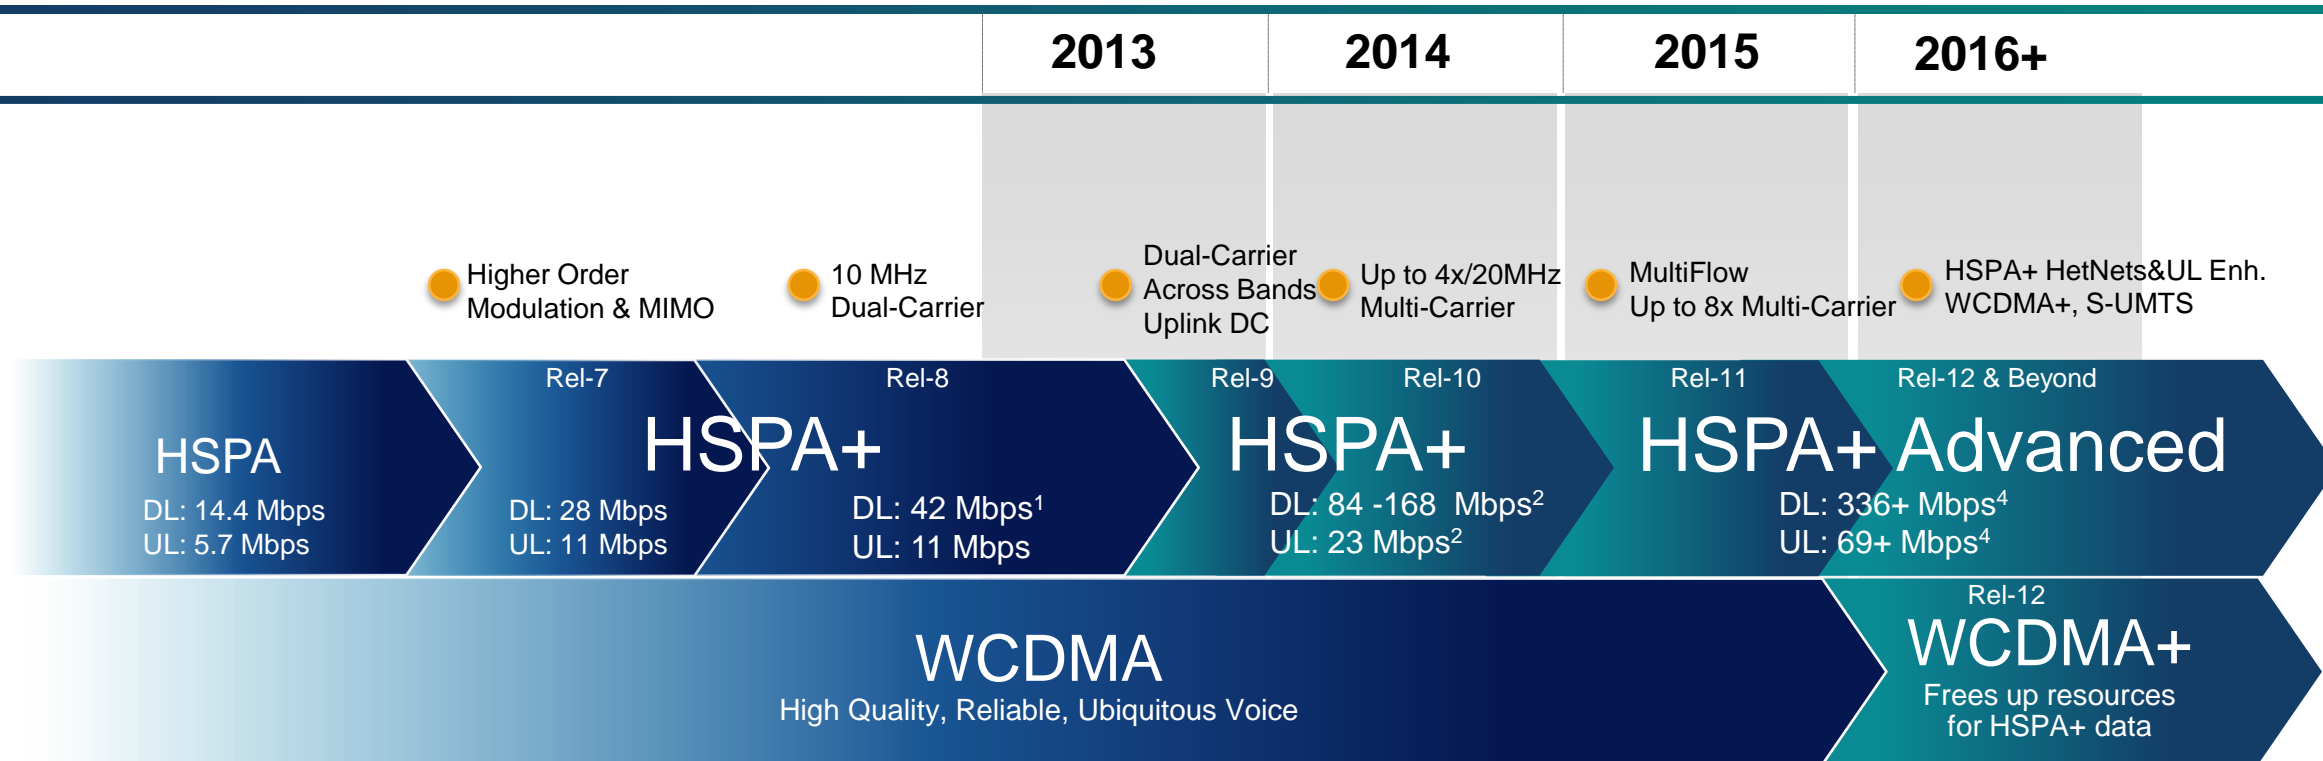 2013
2014
2015
2016+
Higher Order
Modulation & MIMO
10 MHz
Dual-Carrier
Dual-Carrier
Across Bands
Uplink DC
Up to 4x/20MHz
Multi-Carrier
MultiFlow
Up to 8x Multi-Carrier
HSPA+ HetNets&UL Enh.
WCDMA+, S-UMTS
HSPA
DL: 14.4 Mbps
UL: 5.7 Mbps
Rel-7
Rel-8
HSPA+
DL: 28 Mbps
UL: 11 Mbps
DL: 42 Mbps¹
UL: 11 Mbps
Rel-9
Rel-10
HSPA+
DL: 84 -168 Mbps²
UL: 23 Mbps²
Rel-11
Rel-12 & Beyond
HSPA+ Advanced
DL: 336+ Mbps⁴
UL: 69+ Mbps⁴
WCDMA
High Quality, Reliable, Ubiquitous Voice
Rel-12
WCDMA+
Frees up resources
for HSPA+ data